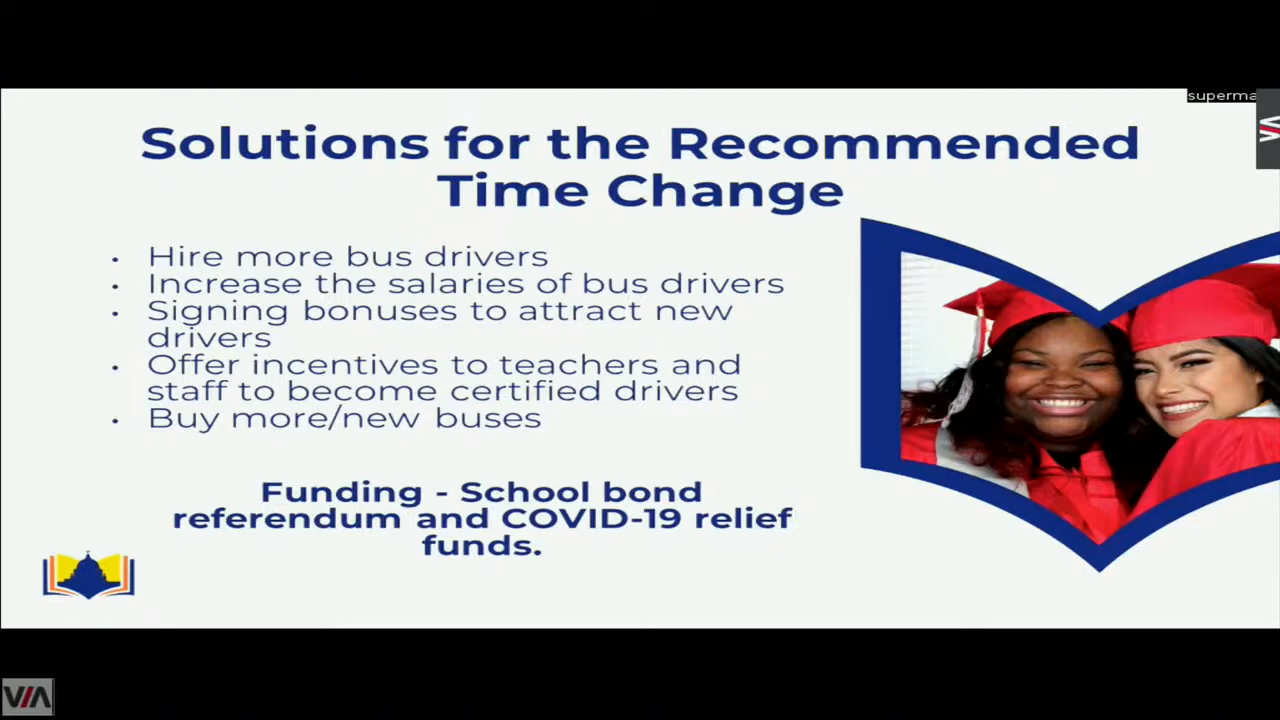 superma
Solutions for the Recommended
Time Change
• Hire more bus drivers
• Increase the salaries of bus drivers
• Signing bonuses to attract new
drivers
• Offer incentives to teachers and
staff to become certified drivers
• Buy more/new buses
Funding - School bond
referendum and COVID-19 relief
funds.
VIA